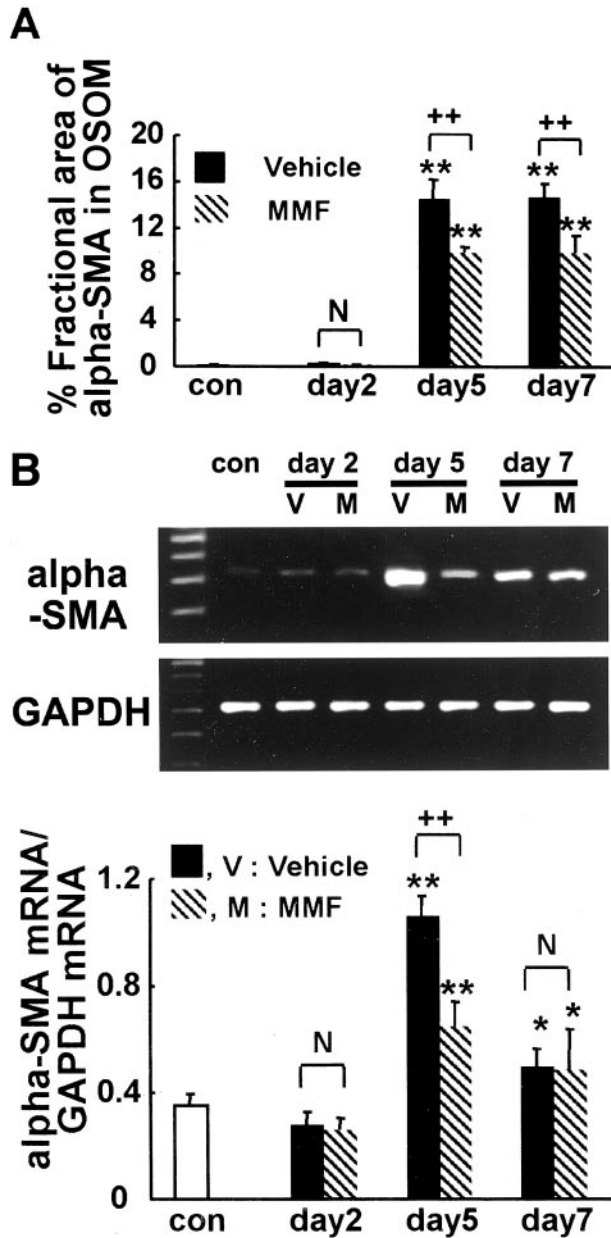 A
% Fractional area of
alpha-SMA in OSOM
20
16
12
8
4
0
Vehicle
MMF
N
++
**
**
++
**
**
con
day2
day5
day7
B
con
day 2
day 5
day 7
V
M
V
M
V
M
alpha
-SMA
GAPDH
alpha-SMA mRNA/
GAPDH mRNA
1.2
0.8
0.4
0
, V : Vehicle
, M : MMF
N
++
**
**
N
*
*
con
day2
day5
day7